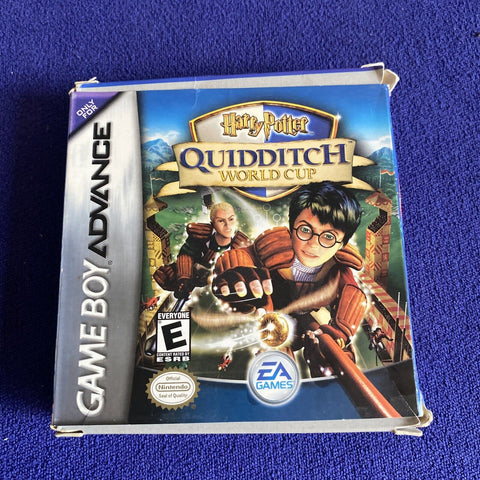 ONLY FOR
GAME BOY ADVANCE
Harry Potter
QUIDDITCH
WORLD CUP
EVERYONE
E
CONTENT RATED BY
ESRB
Official
Nintendo
Seal of Quality
EA
GAMES